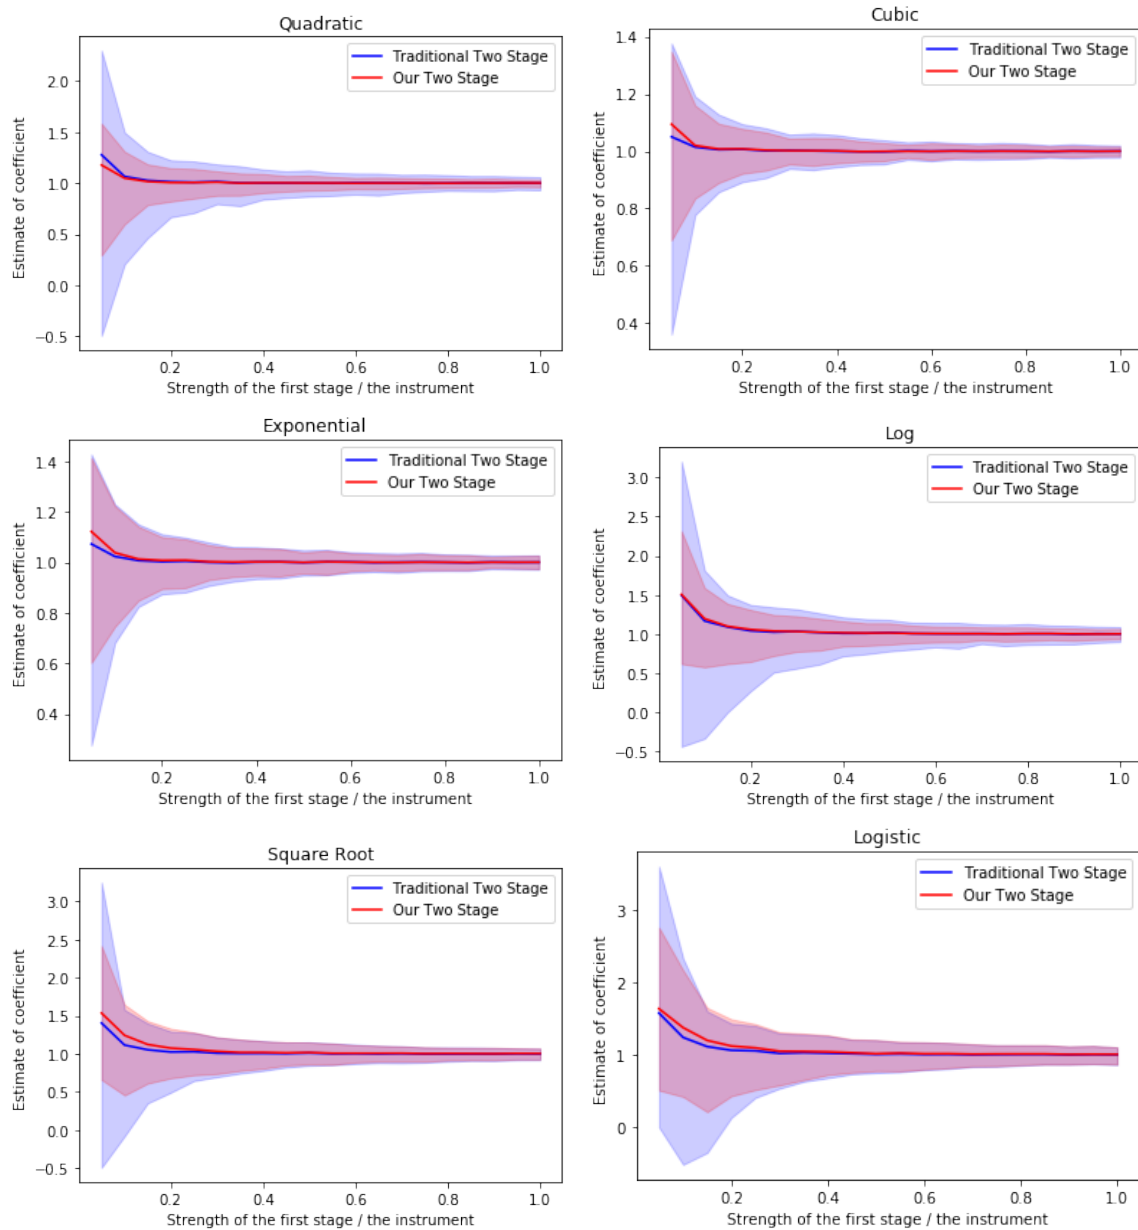 Quadratic
Traditional Two Stage
Our Two Stage
Estimate of coefficient
2.0
1.5
1.0
0.5
0.0
−0.5
0.2 0.4 0.6 0.8 1.0
Strength of the first stage / the instrument
Cubic
Traditional Two Stage
Our Two Stage
Estimate of coefficient
1.4
1.2
1.0
0.8
0.6
0.4
0.2 0.4 0.6 0.8 1.0
Strength of the first stage / the instrument
Exponential
Traditional Two Stage
Our Two Stage
Estimate of coefficient
1.4
1.2
1.0
0.8
0.6
0.4
0.2 0.4 0.6 0.8 1.0
Strength of the first stage / the instrument
Log
Traditional Two Stage
Our Two Stage
Estimate of coefficient
3.0
2.5
2.0
1.5
1.0
0.5
0.0
−0.5
0.2 0.4 0.6 0.8 1.0
Strength of the first stage / the instrument
Square Root
Traditional Two Stage
Our Two Stage
Estimate of coefficient
3.0
2.5
2.0
1.5
1.0
0.5
0.0
−0.5
0.2 0.4 0.6 0.8 1.0
Strength of the first stage / the instrument
Logistic
Traditional Two Stage
Our Two Stage
Estimate of coefficient
3
2
1
0
0.2 0.4 0.6 0.8 1.0
Strength of the first stage / the instrument